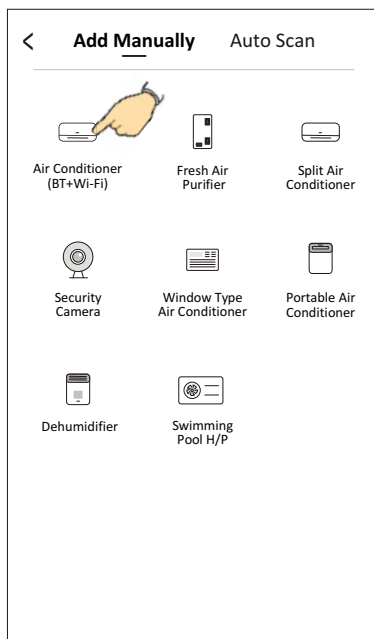 Add Manually Auto Scan
Air Conditioner
(BT+Wi-Fi)
Fresh Air
Purifier
Split Air
Conditioner
Security
Camera
Window Type
Air Conditioner
Portable Air
Conditioner
Dehumidifier
Swimming
Pool H/P